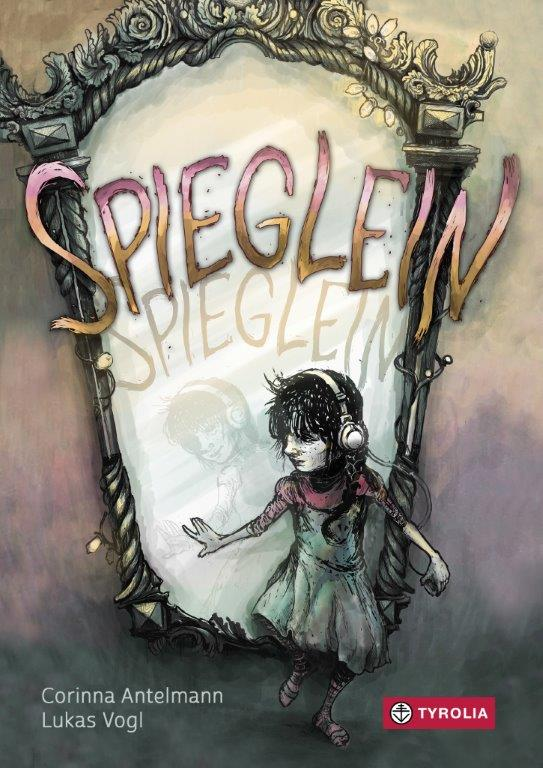 SPIEGLEIN
SPIEGLEIN
Corinna Antelmann
Lukas Vogl
TYROLIA